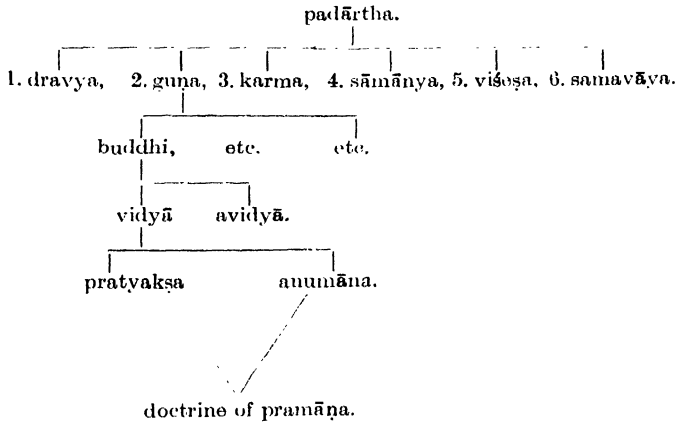 padārtha.
1. dravya, 2. guṇa, 3. karma, 4. sāmānya, 5. viśeṣa, 6. samavāya.
buddhi, etc. etc.
vidyā avidyā.
pratyakṣa anumāna.
doctrine of pramāṇa.